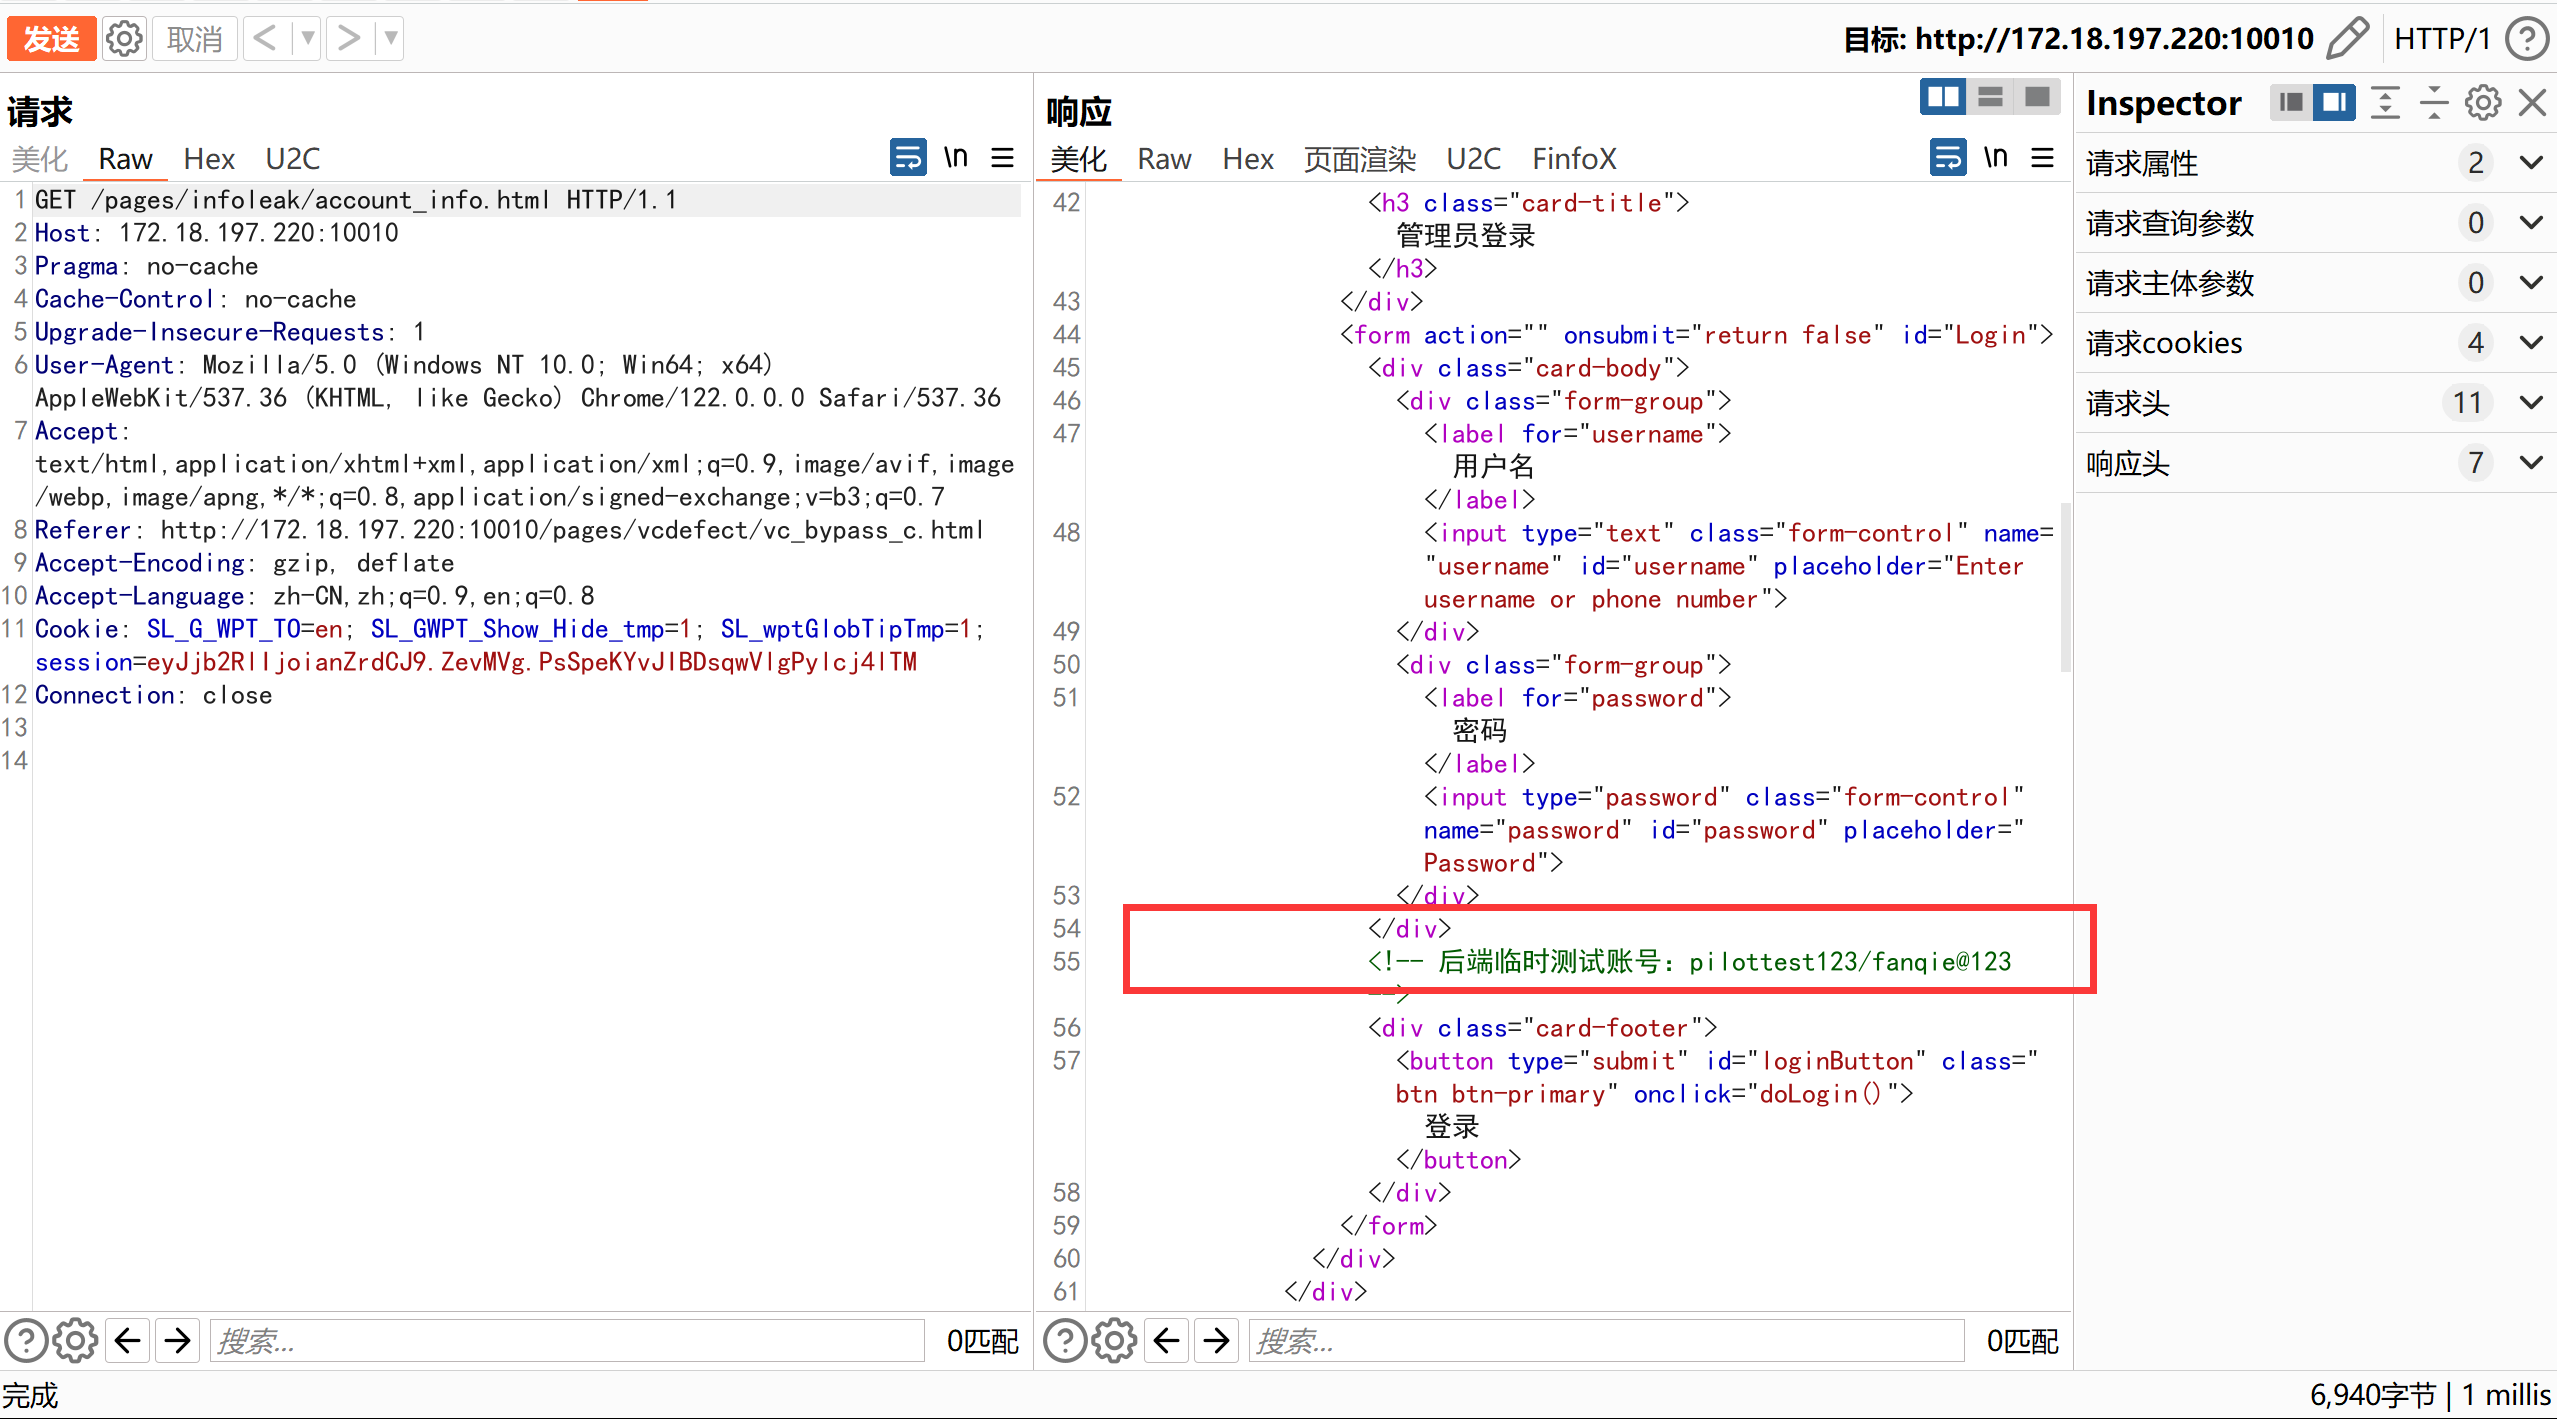 发送
取消
目标: http://172.18.197.220:10010
HTTP/1
请求
美化 Raw Hex U2C
\n
1 GET /pages/infoleak/account_info.html HTTP/1.1
2 Host: 172.18.197.220:10010
3 Pragma: no-cache
4 Cache-Control: no-cache
5 Upgrade-Insecure-Requests: 1
6 User-Agent: Mozilla/5.0 (Windows NT 10.0; Win64; x64)
AppleWebKit/537.36 (KHTML, like Gecko) Chrome/122.0.0.0 Safari/537.36
7 Accept:
text/html,application/xhtml+xml,application/xml;q=0.9,image/avif,image
/webp,image/apng,*/*;q=0.8,application/signed-exchange;v=b3;q=0.7
8 Referer: http://172.18.197.220:10010/pages/vcdefect/vc_bypass_c.html
9 Accept-Encoding: gzip, deflate
10 Accept-Language: zh-CN,zh;q=0.9,en;q=0.8
11 Cookie: SL_G_WPT_TO=en; SL_GWPT_Show_Hide_tmp=1; SL_wptGlobTipTmp=1;
session=eyJjb2RlIjoianZrdCJ9.ZevMVg.PsSpeKYvJIBDsqwVlgPylcj4lTM
12 Connection: close
13
14
搜索...
0匹配
响应
美化 Raw Hex 页面渲染 U2C FinfoX
\n
42 <h3 class="card-title">
管理员登录
</h3>
43 </div>
44 <form action="" onsubmit="return false" id="Login">
45 <div class="card-body">
46 <div class="form-group">
47 <label for="username">
用户名
</label>
48 <input type="text" class="form-control" name=
"username" id="username" placeholder="Enter
username or phone number">
49 </div>
50 <div class="form-group">
51 <label for="password">
密码
</label>
52 <input type="password" class="form-control"
name="password" id="password" placeholder="
Password">
53 </div>
54 </div>
55 <!-- 后端临时测试账号：pilottest123/fanqie@123
-->
56 <div class="card-footer">
57 <button type="submit" id="loginButton" class="
btn btn-primary" onclick="doLogin()">
登录
</button>
58 </div>
59 </form>
60 </div>
61 </div>
搜索...
0匹配
Inspector
请求属性 2
请求查询参数 0
请求主体参数 0
请求cookies 4
请求头 11
响应头 7
完成
6,940字节 | 1 millis